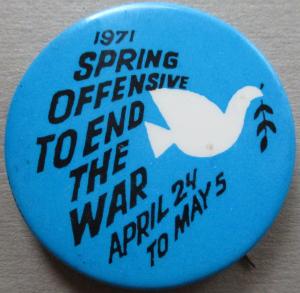 1971
SPRING
OFFENSIVE
TO END
THE
WAR
APRIL 24
TO MAY 5